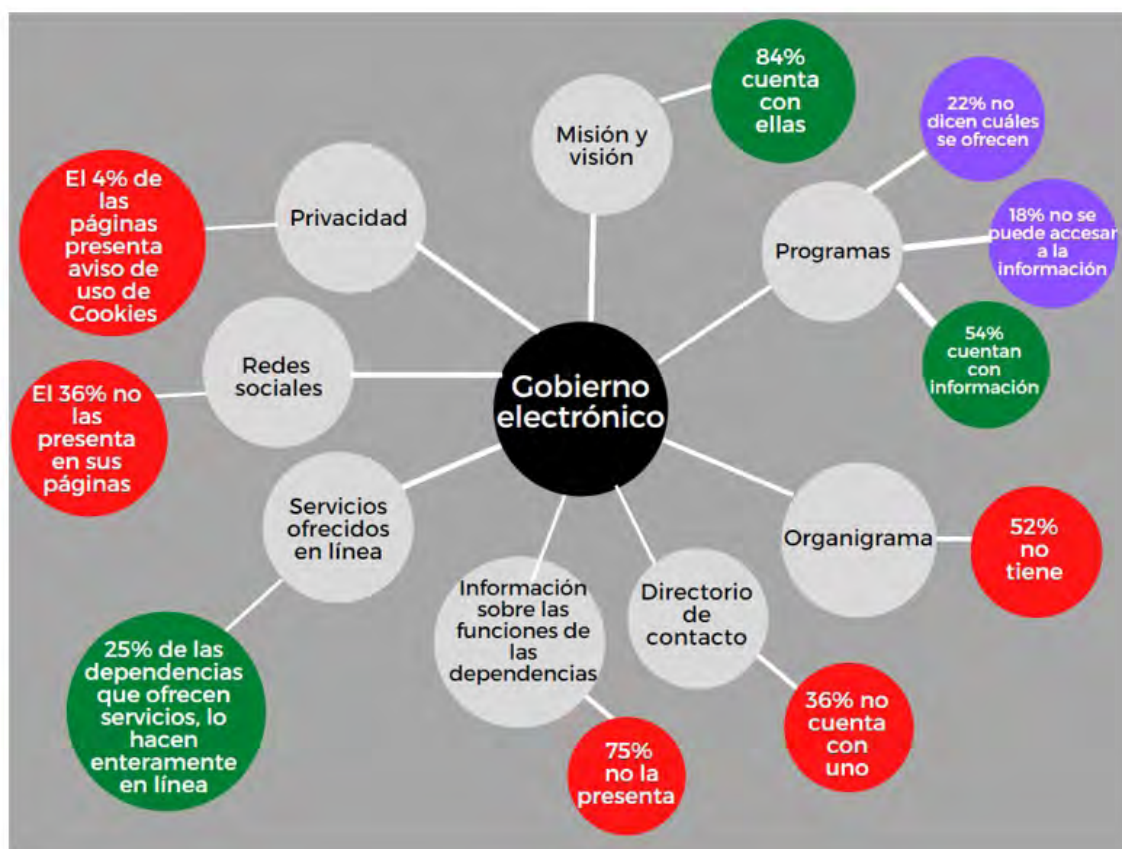 84%
cuenta
con
ellas
Misión y
visión
22% no
dicen cuáles
se ofrecen
18% no se
puede accesar
a la
información
Programas
54%
cuentan
con
información
El 4% de
las
páginas
presenta
aviso de
uso de
Cookies
Privacidad
Redes
sociales
El 36% no
las
presenta
en sus
páginas
Gobierno
electrónico
Servicios
ofrecidos
en línea
25% de las
dependencias
que ofrecen
servicios, lo
hacen
enteramente
en línea
Información
sobre las
funciones de
las
dependencias
75%
no la
presenta
Directorio
de
contacto
36% no
cuenta
con
uno
Organigrama
52%
no
tiene